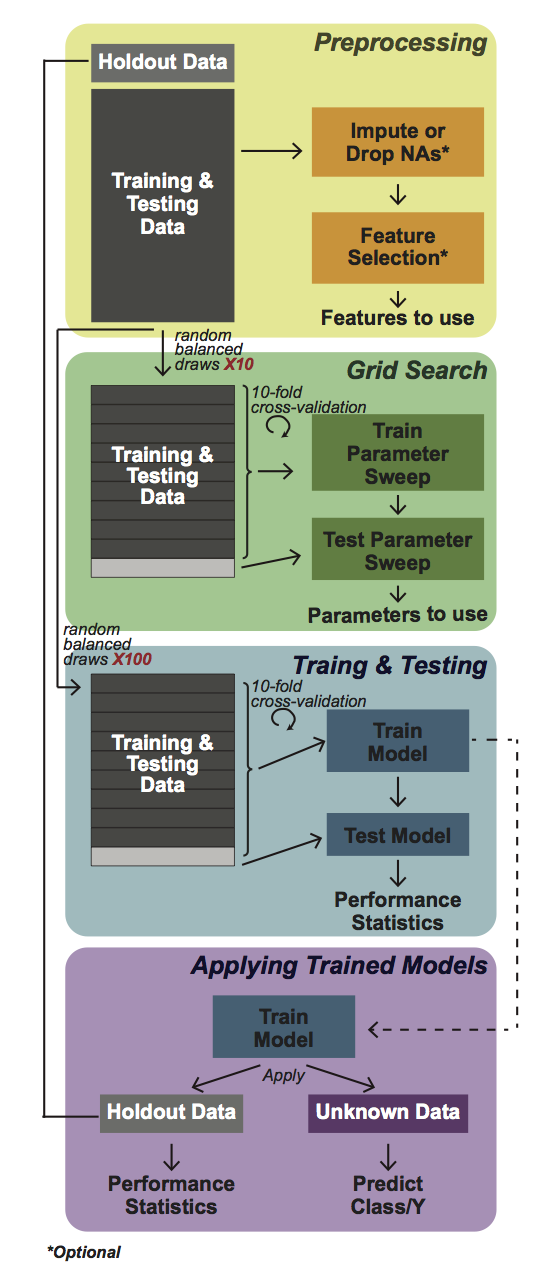 Preprocessing
Holdout Data
Training &
Testing
Data
Impute or
Drop NAs*
Feature
Selection*
Features to use
random
balanced
draws X10
Grid Search
10-fold
cross-validation
Training &
Testing
Data
Train
Parameter
Sweep
Test Parameter
Sweep
Parameters to use
random
balanced
draws X100
Traing & Testing
10-fold
cross-validation
Training &
Testing
Data
Train
Model
Test Model
Performance
Statistics
Applying Trained Models
Train
Model
Apply
Holdout Data
Unknown Data
Performance
Statistics
Predict
Class/Y
*Optional